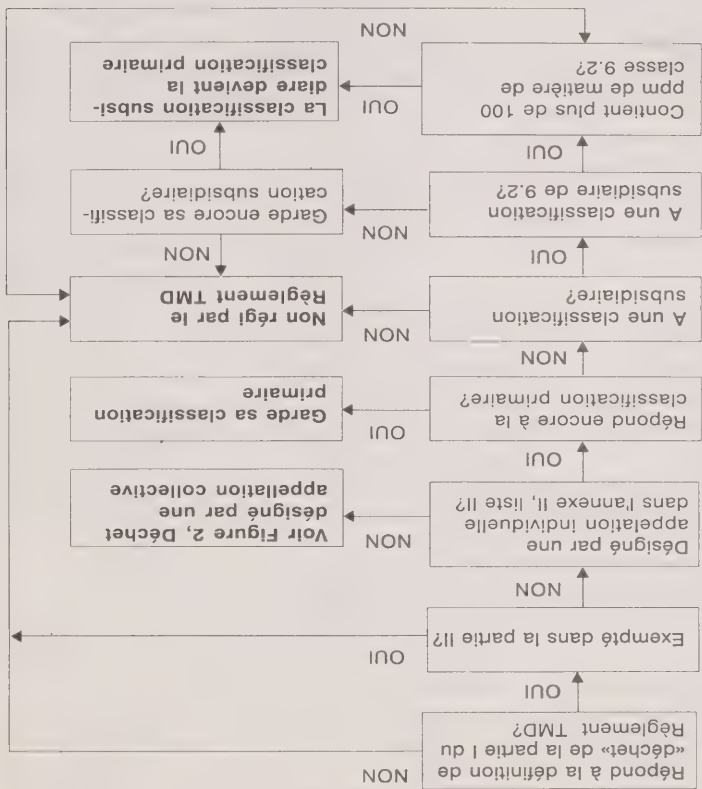 Répond à la définition de
«déchet» de la partie I du
Règlement TMD?
NON
OUI
Exempté dans la partie II?
OUI
NON
Désigné par une
appelation individuelle
dans l'annexe II, liste II?
NON
Voir Figure 2, Déchet
désigné par une
appellation collective
OUI
Répond encore à la
classification primaire?
OUI
Garde sa classification
primaire
NON
A une classification
subsidiaire?
NON
Non régi par le
Règlement TMD
OUI
NON
A une classification
subsidiaire de 9.2?
NON
Garde encore sa classifi-
cation subsidiaire?
OUI
OUI
Contient plus de 100
ppm de matière de
classe 9.2?
OUI
La classification subsi-
diare devient la
classification primaire
NON